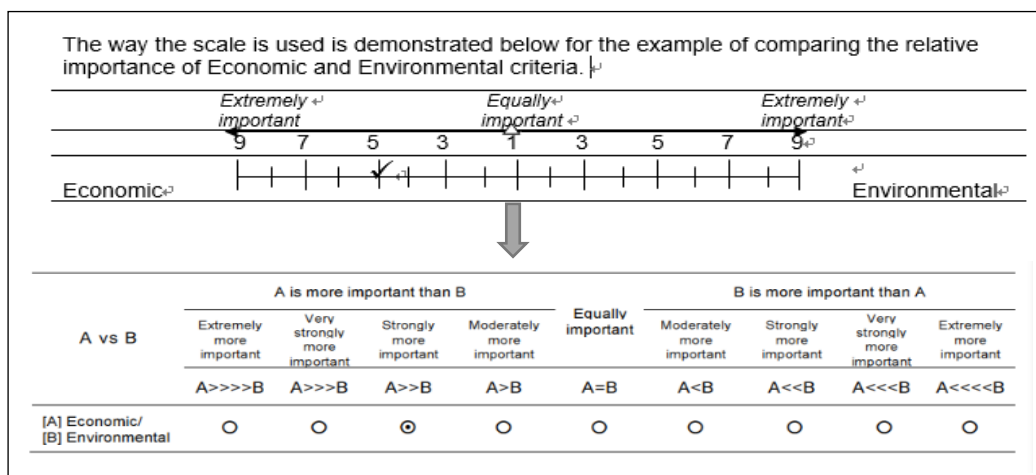 The way the scale is used is demonstrated below for the example of comparing the relative
importance of Economic and Environmental criteria.
Extremely Equally Extremely
important important important
9 7 5 3 1 3 5 7 9
Economic Environmental
A is more important than B B is more important than A
A vs B Extremely more important Very strongly more important Strongly more important Moderately more important Equally important Moderately more important Strongly more important Very strongly more important Extremely more important
A>>>>B A>>>B A>>B A>B A=B A<B A<<B A<<<B A<<<<B
[A] Economic/
[B] Environmental